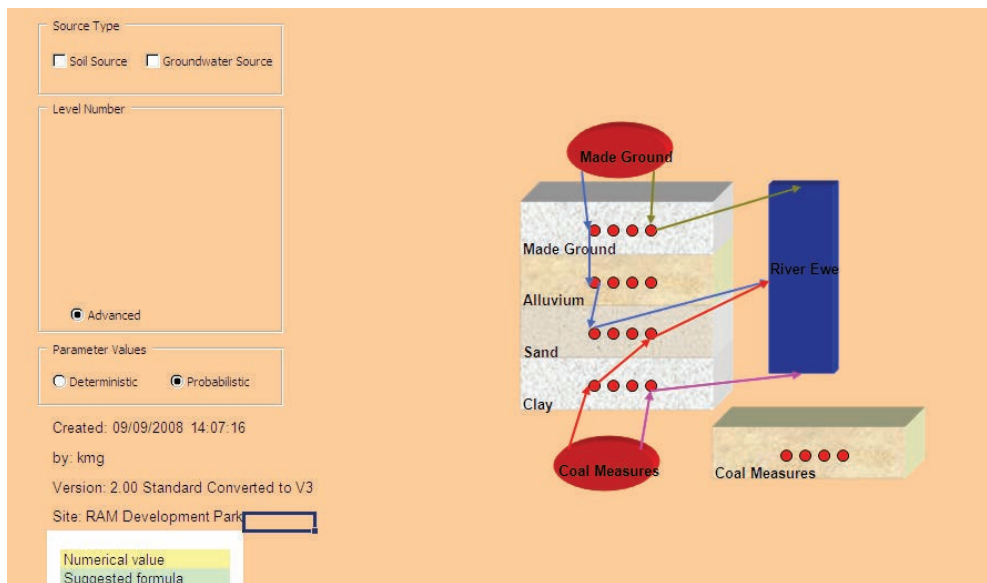 Source Type
Soil Source Groundwater Source
Level Number
Advanced
Parameter Values
Deterministic Probabilistic
Created: 09/09/2008 14:07:16
by: kmg
Version: 2.00 Standard Converted to V3
Site: RAM Development Park
Numerical value
Suggested formula
Made Ground
Made Ground
River Ewe
Alluvium
Sand
Clay
Coal Measures
Coal Measures